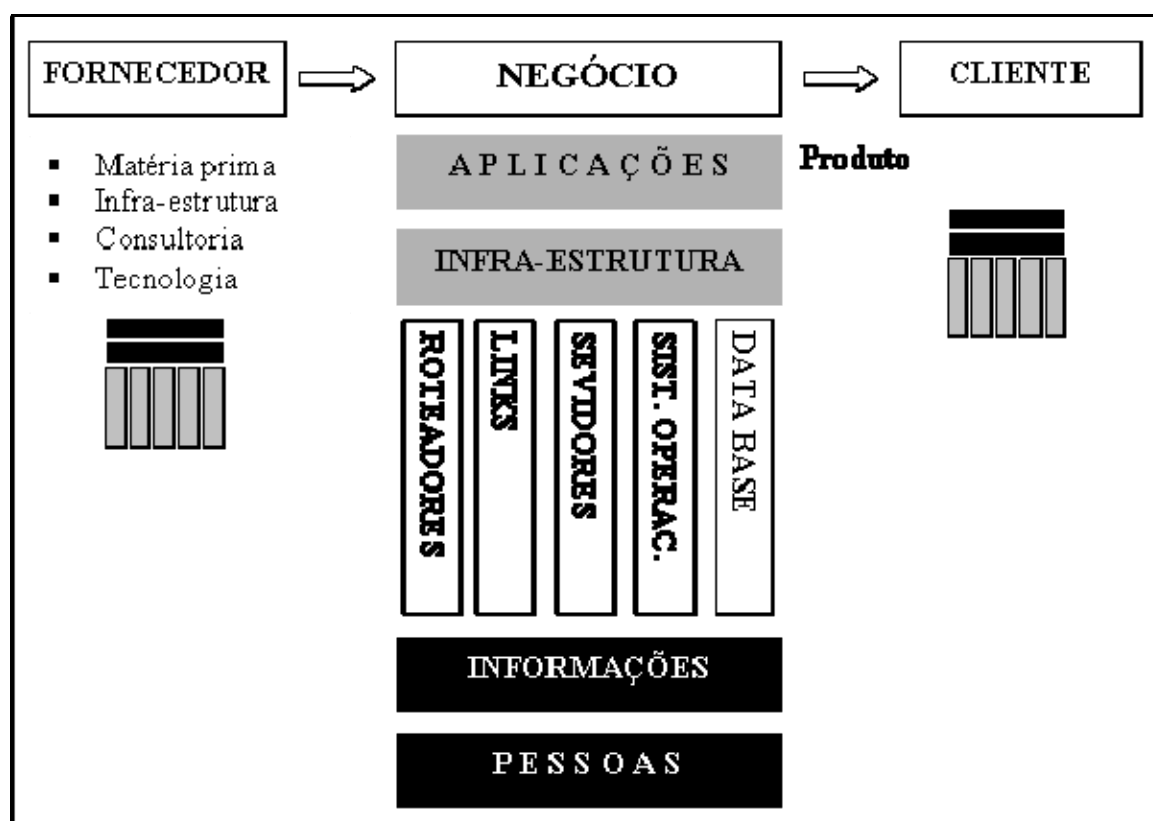 FORNECEDOR
NEGÓCIO
CLIENTE
▪ Matéria prima
▪ Infra-estrutura
▪ Consultoria
▪ Tecnologia
APLICAÇÕES
Produto
INFRA-ESTRUTURA
ROTEADORES
LINKS
SEVIDORES
SIST. OPERAC.
DATA BASE
INFORMAÇÕES
PESSOAS